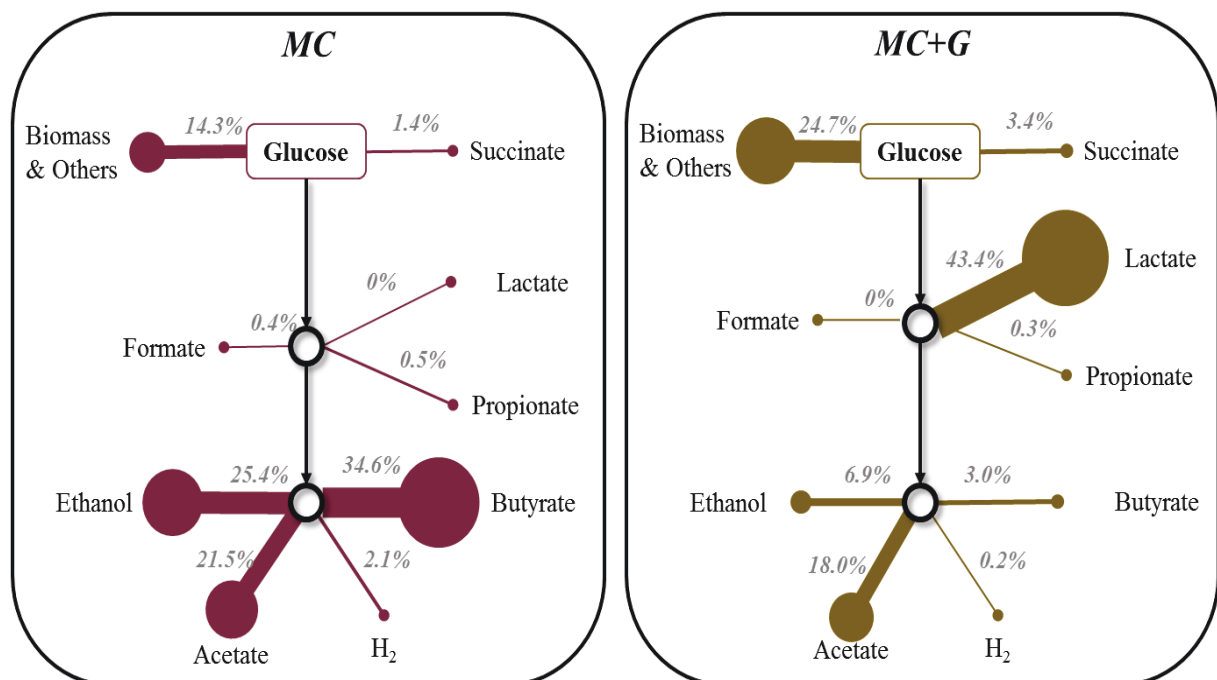 MC
14.3%
1.4%
Biomass
& Others
Glucose
Succinate
0%
Lactate
0.4%
Formate
0.5%
Propionate
25.4%
34.6%
Ethanol
Butyrate
21.5%
2.1%
Acetate
H₂
MC+G
24.7%
3.4%
Biomass
& Others
Glucose
Succinate
43.4%
Lactate
0%
Formate
0.3%
Propionate
6.9%
3.0%
Ethanol
Butyrate
18.0%
0.2%
Acetate
H₂